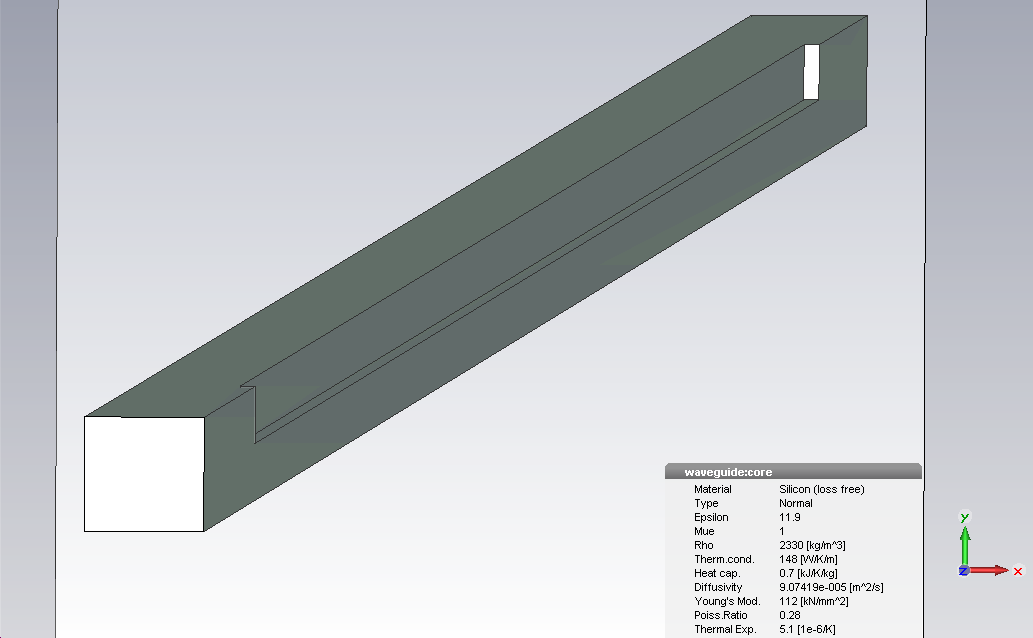 waveguide:core
Material Silicon (loss free)
Type Normal
Epsilon 11.9
Mue 1
Rho 2330 [kg/m^3]
Therm.cond. 148 [W/K/m]
Heat cap. 0.7 [kJ/K/kg]
Diffusivity 9.07419e-005 [m^2/s]
Young's Mod. 112 [kN/mm^2]
Poiss.Ratio 0.28
Thermal Exp. 5.1 [1e-6/K]
y
z
x